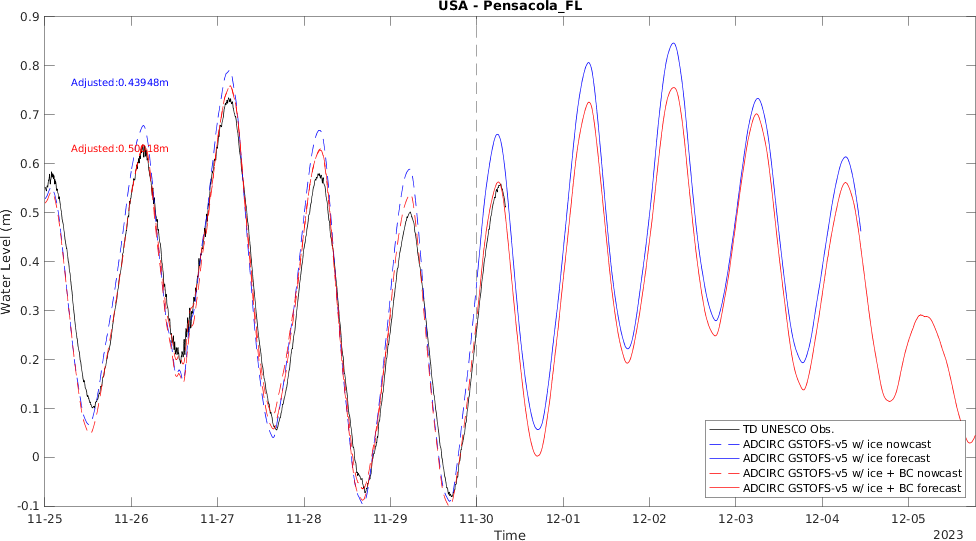 USA - Pensacola_FL
0.9
0.8
0.7
0.6
0.5
0.4
0.3
0.2
0.1
0
-0.1
Water Level (m)
Adjusted:0.43948m
11-25
11-26
11-27
11-28
11-29
11-30
12-01
12-02
12-03
12-04
12-05
Time
2023
TD UNESCO Obs.
ADCIRC GSTOFS-v5 w/ ice nowcast
ADCIRC GSTOFS-v5 w/ ice forecast
ADCIRC GSTOFS-v5 w/ ice + BC nowcast
ADCIRC GSTOFS-v5 w/ ice + BC forecast